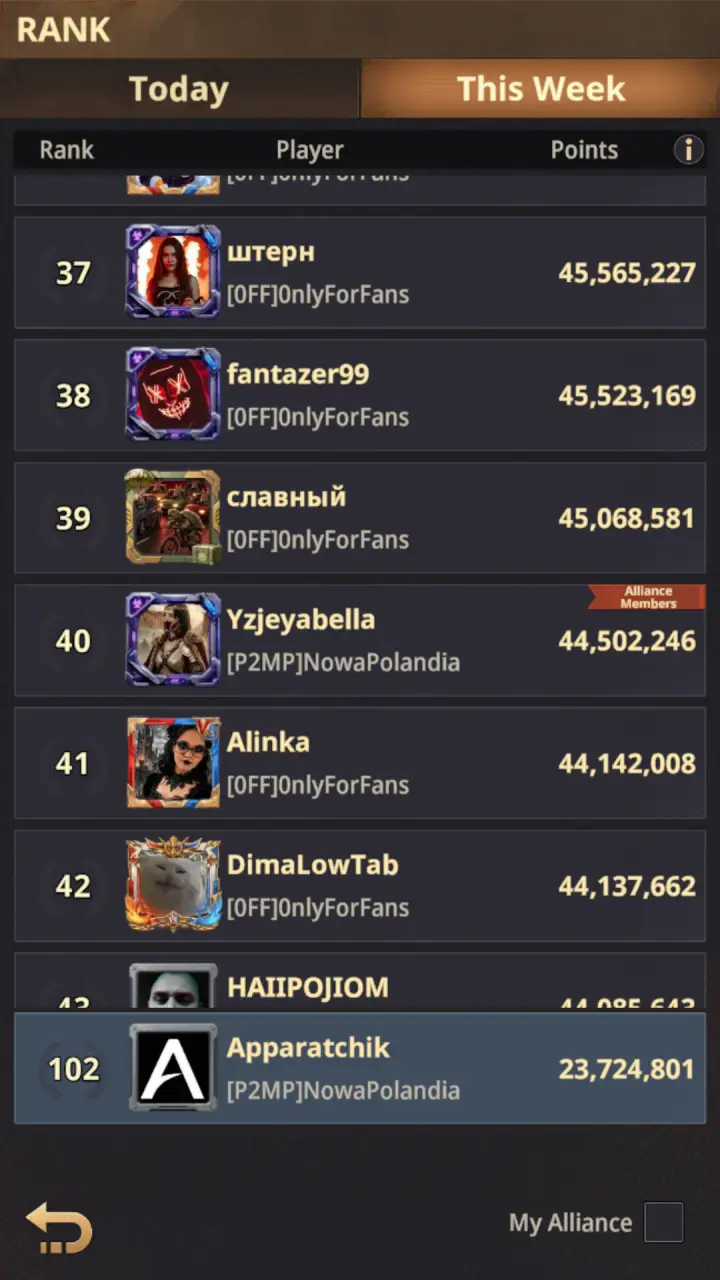 RANK
Today
This Week
Rank
Player
Points
i
37
штерн
[0FF]0nlyForFans
45,565,227
38
fantazer99
[0FF]0nlyForFans
45,523,169
39
славный
[0FF]0nlyForFans
45,068,581
Alliance
Members
40
Yzjeyabella
[P2MP]NowaPolandia
44,502,246
41
Alinka
[0FF]0nlyForFans
44,142,008
42
DimaLowTab
[0FF]0nlyForFans
44,137,662
HAIIPOJIOM
102
Apparatchik
[P2MP]NowaPolandia
23,724,801
My Alliance